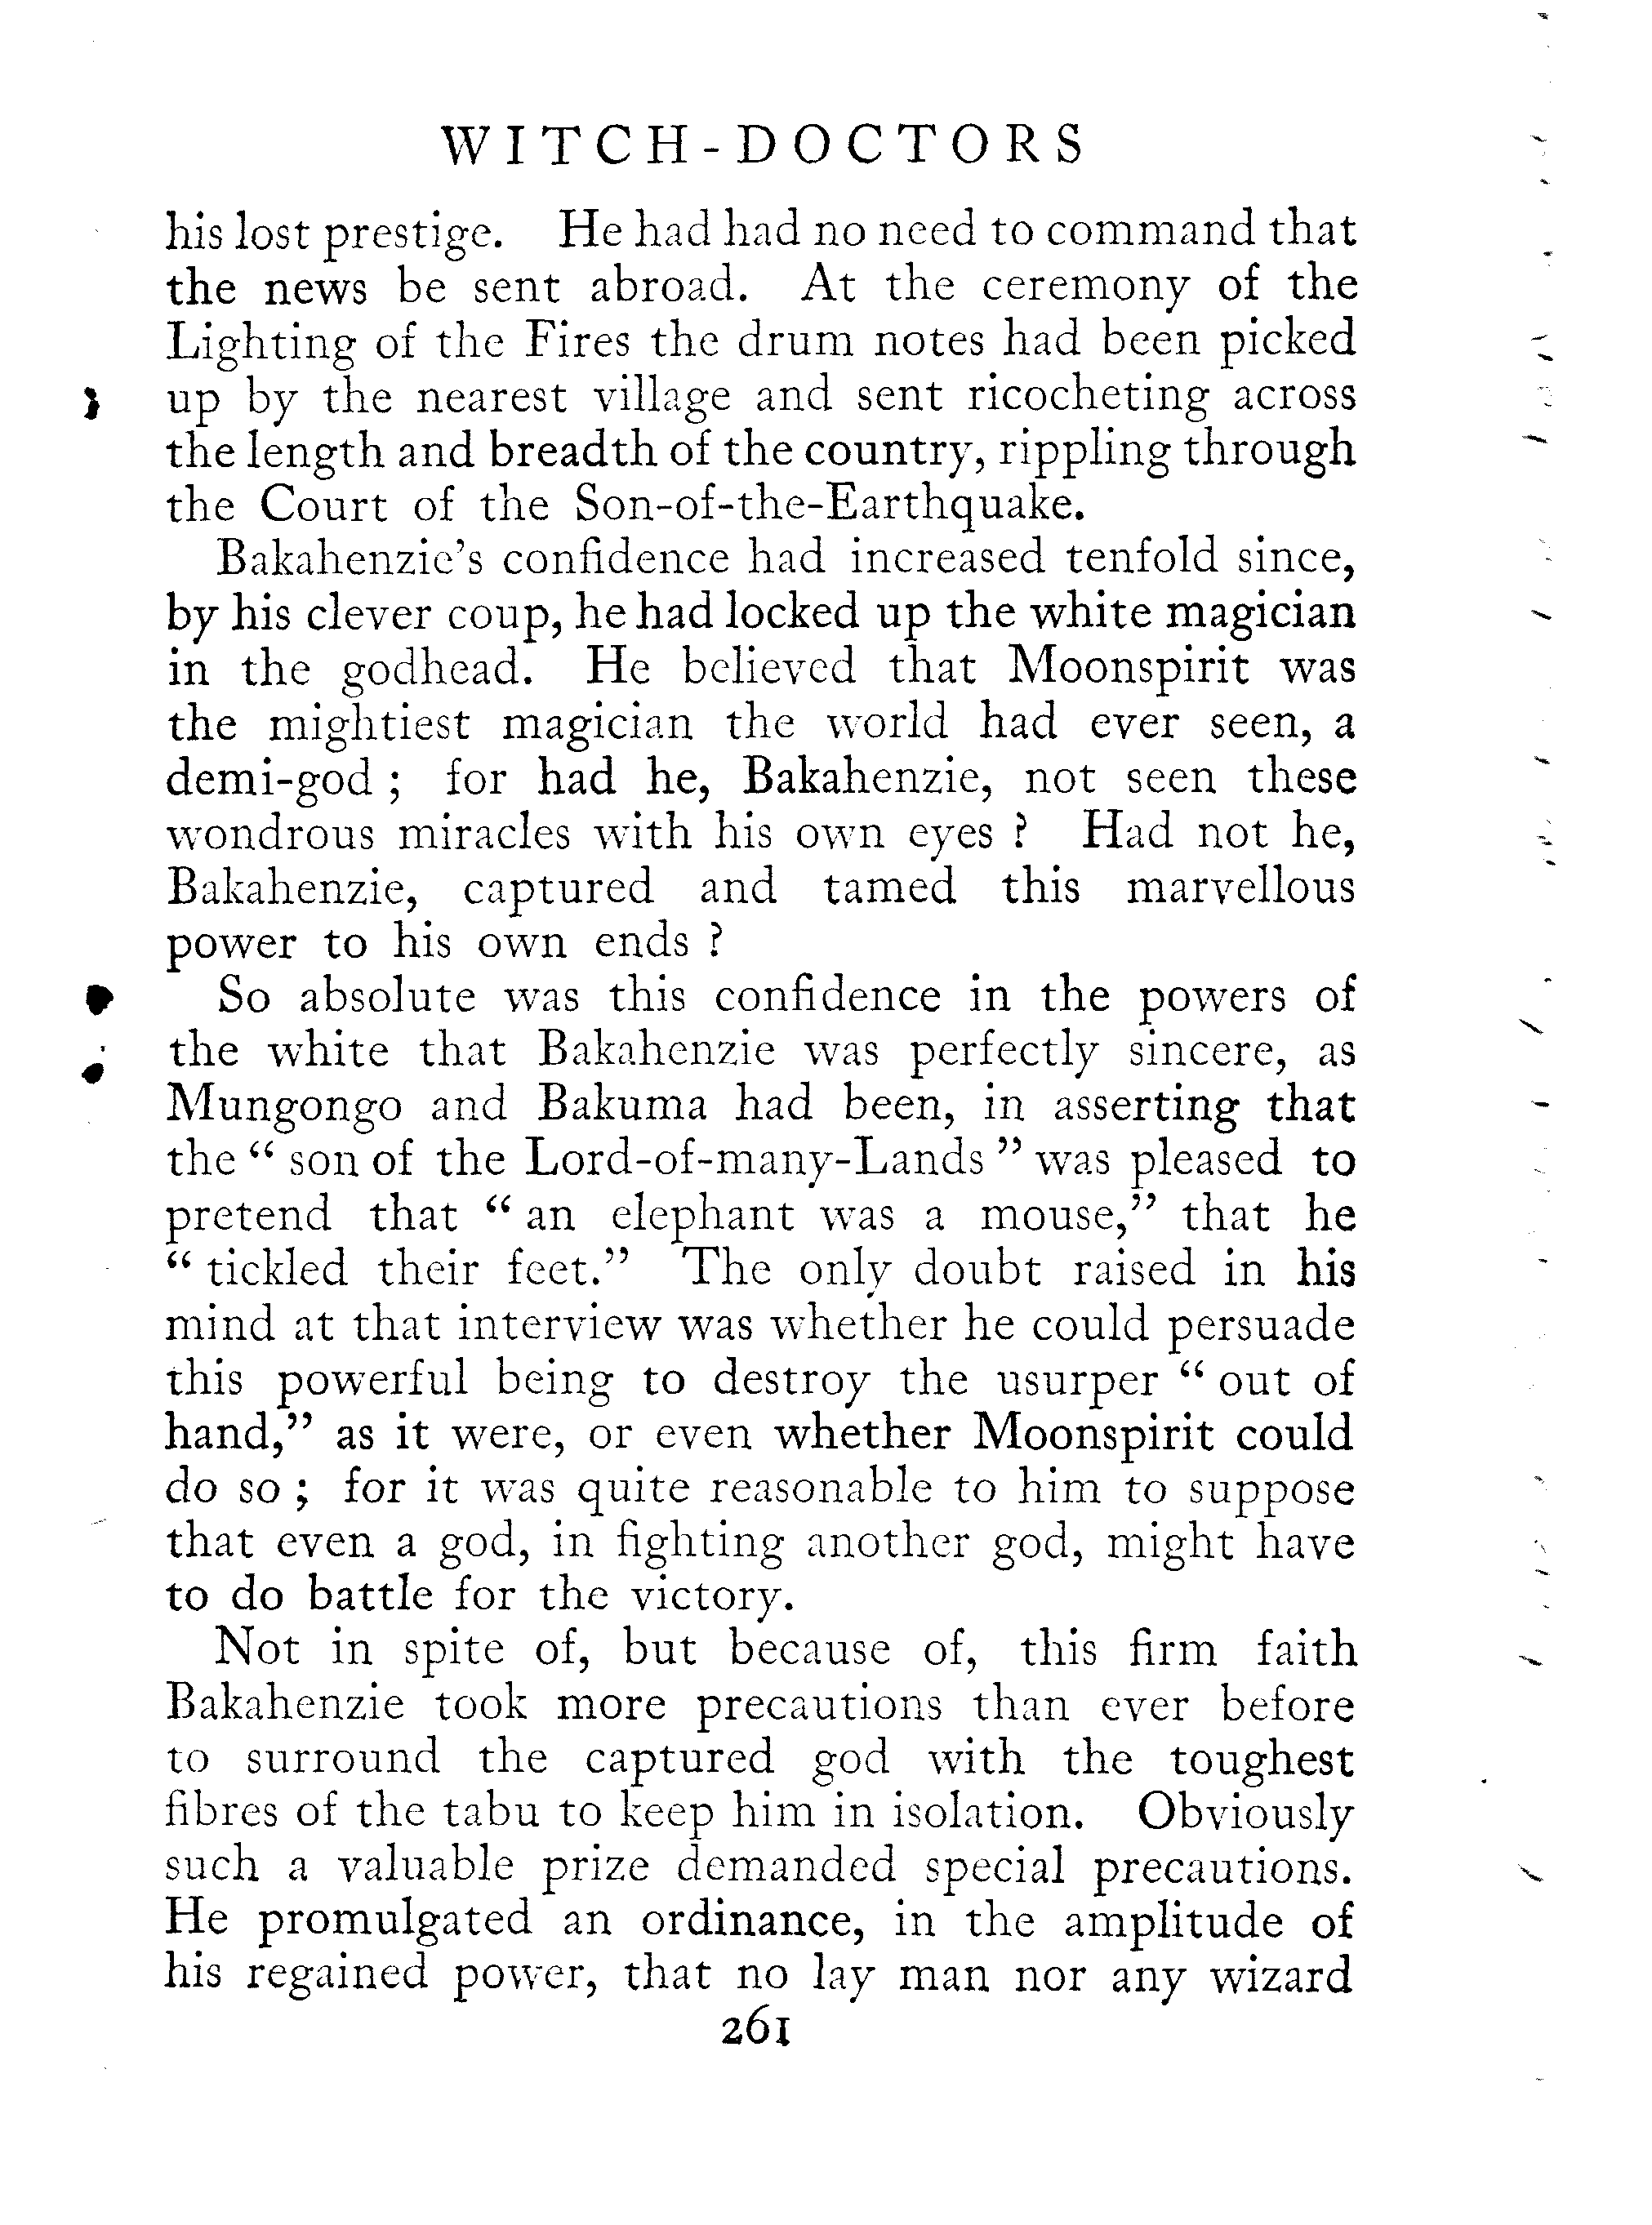 WITCH-DOCTORS
his lost prestige. He had had no need to command that
the news be sent abroad. At the ceremony of the
Lighting of the Fires the drum notes had been picked
up by the nearest village and sent ricocheting across
the length and breadth of the country, rippling through
the Court of the Son-of-the-Earthquake.
Bakahenzie's confidence had increased tenfold since,
by his clever coup, he had locked up the white magician
in the godhead. He believed that Moonspirit was
the mightiest magician the world had ever seen, a
demi-god ; for had he, Bakahenzie, not seen these
wondrous miracles with his own eyes ? Had not he,
Bakahenzie, captured and tamed this marvellous
power to his own ends ?
So absolute was this confidence in the powers of
the white that Bakahenzie was perfectly sincere, as
Mungongo and Bakuma had been, in asserting that
the “ son of the Lord-of-many-Lands ” was pleased to
pretend that “ an elephant was a mouse,” that he
“ tickled their feet.” The only doubt raised in his
mind at that interview was whether he could persuade
this powerful being to destroy the usurper “ out of
hand,” as it were, or even whether Moonspirit could
do so ; for it was quite reasonable to him to suppose
that even a god, in fighting another god, might have
to do battle for the victory.
Not in spite of, but because of, this firm faith
Bakahenzie took more precautions than ever before
to surround the captured god with the toughest
fibres of the tabu to keep him in isolation. Obviously
such a valuable prize demanded special precautions.
He promulgated an ordinance, in the amplitude of
his regained power, that no lay man nor any wizard
261